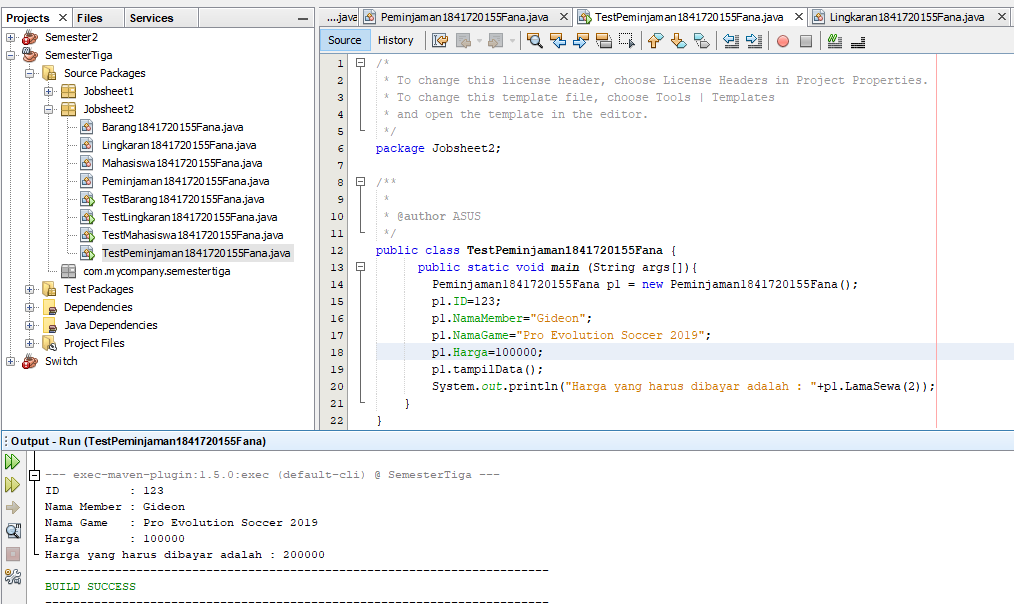 Projects Files Services
Semester2
SemesterTiga
Source Packages
Jobsheet1
Jobsheet2
Barang1841720155Fana.java
Lingkaran1841720155Fana.java
Mahasiswa1841720155Fana.java
Peminjaman1841720155Fana.java
TestBarang1841720155Fana.java
TestLingkaran1841720155Fana.java
TestMahasiswa1841720155Fana.java
TestPeminjaman1841720155Fana.java
com.mycompany.semestertiga
Test Packages
Dependencies
Java Dependencies
Project Files
Switch
....java Peminjaman1841720155Fana.java TestPeminjaman1841720155Fana.java Lingkaran1841720155Fana.java
Source History
1 /*
2 * To change this license header, choose License Headers in Project Properties.
3 * To change this template file, choose Tools | Templates
4 * and open the template in the editor.
5 */
6 package Jobsheet2;
7
8 /**
9 *
10 * @author ASUS
11 */
12 public class TestPeminjaman1841720155Fana {
13 public static void main (String args[]){
14 Peminjaman1841720155Fana p1 = new Peminjaman1841720155Fana();
15 p1.ID=123;
16 p1.NamaMember="Gideon";
17 p1.NamaGame="Pro Evolution Soccer 2019";
18 p1.Harga=100000;
19 p1.tampilData();
20 System.out.println("Harga yang harus dibayar adalah : "+p1.LamaSewa(2));
21 }
22 }
Output - Run (TestPeminjaman1841720155Fana)
--- exec-maven-plugin:1.5.0:exec (default-cli) @ SemesterTiga ---
ID : 123
Nama Member : Gideon
Nama Game : Pro Evolution Soccer 2019
Harga : 100000
Harga yang harus dibayar adalah : 200000
------------------------------------------------------------------------
BUILD SUCCESS
------------------------------------------------------------------------